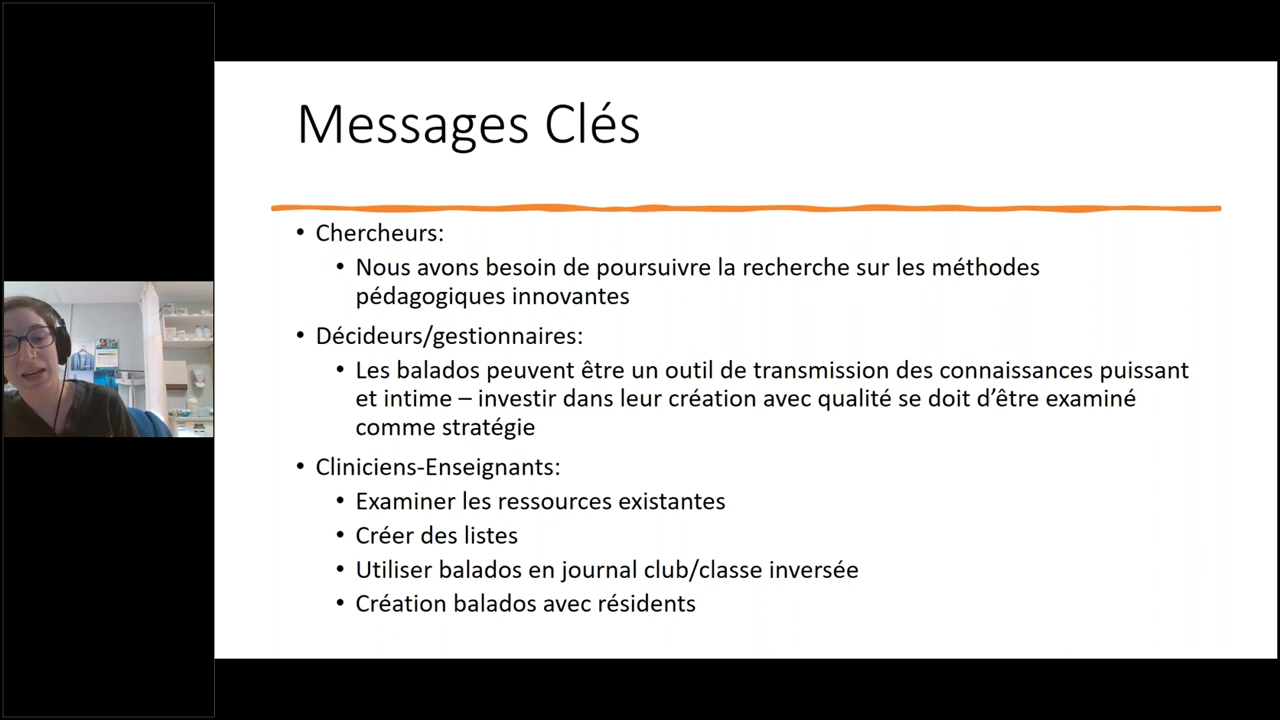 Messages Clés
• Chercheurs:
• Nous avons besoin de poursuivre la recherche sur les méthodes
pédagogiques innovantes
• Décideurs/gestionnaires:
• Les balados peuvent être un outil de transmission des connaissances puissant
et intime – investir dans leur création avec qualité se doit d’être examiné
comme stratégie
• Cliniciens-Enseignants:
• Examiner les ressources existantes
• Créer des listes
• Utiliser balados en journal club/classe inversée
• Création balados avec résidents